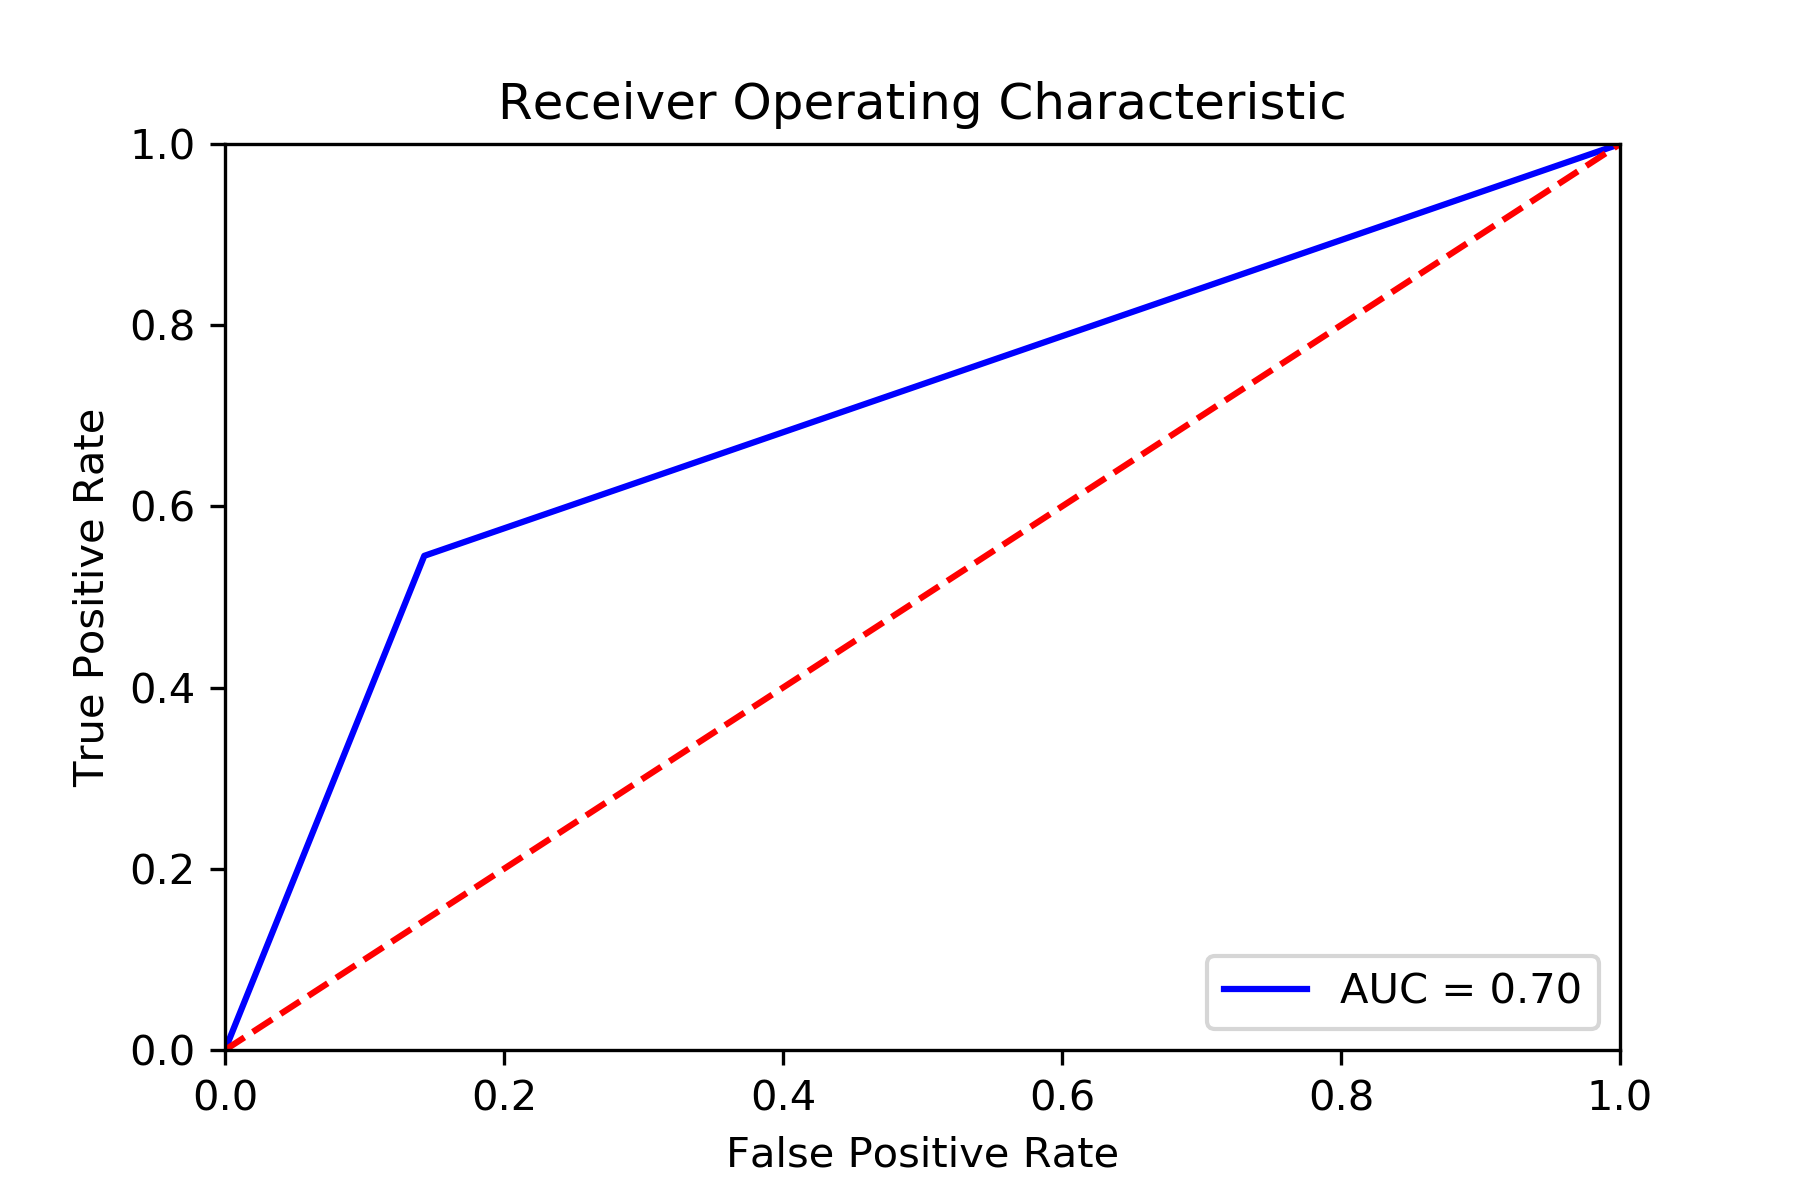 Receiver Operating Characteristic
1.0
0.8
0.6
0.4
0.2
0.0
True Positive Rate
AUC = 0.70
0.0 0.2 0.4 0.6 0.8 1.0
False Positive Rate